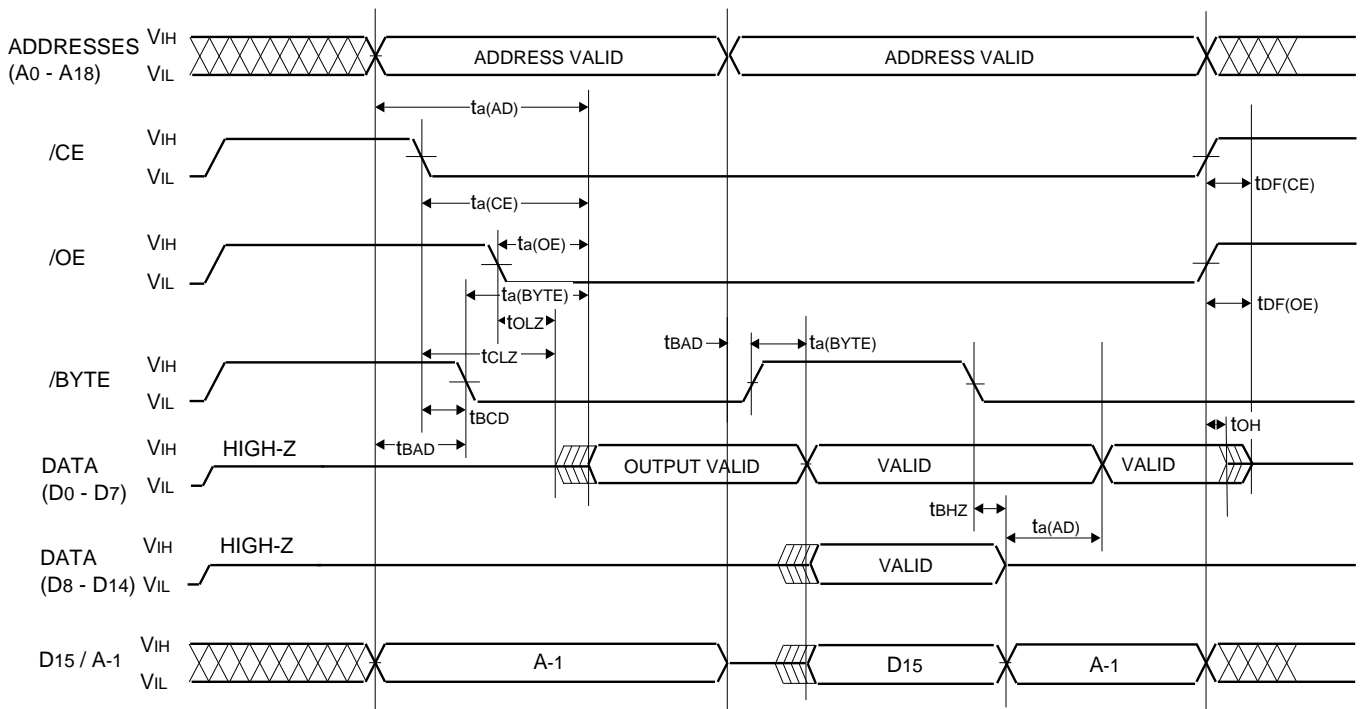 ADDRESSES
(A0 - A18)
VIH
VIL
ADDRESS VALID
ADDRESS VALID
ta(AD)
/CE
VIH
VIL
tDF(CE)
ta(CE)
/OE
VIH
VIL
ta(OE)
ta(BYTE)
tDF(OE)
tOLZ
tCLZ
tBAD
ta(BYTE)
/BYTE
VIH
VIL
tBCD
tBAD
tOH
DATA
(D0 - D7)
VIH
VIL
HIGH-Z
OUTPUT VALID
VALID
VALID
tBHZ
ta(AD)
DATA
(D8 - D14)
VIH
VIL
HIGH-Z
VALID
D15 / A-1
VIH
VIL
A-1
D15
A-1